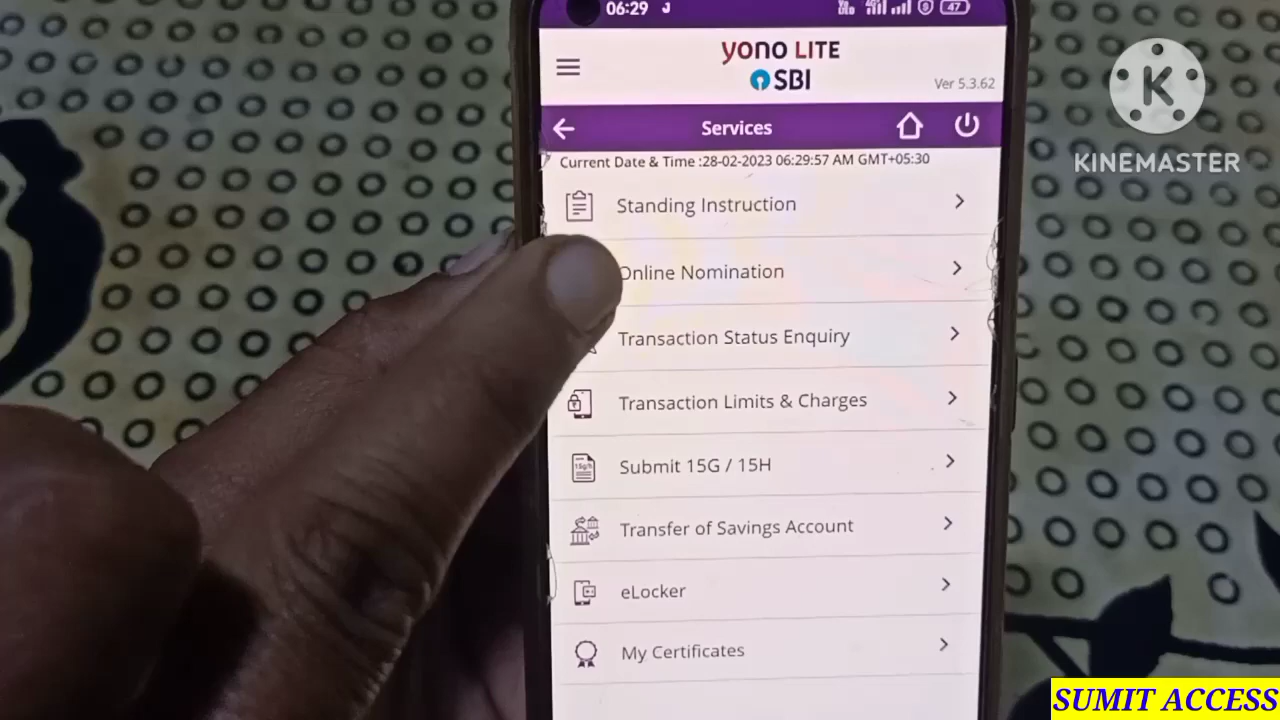 06:29
47
yono LITE
SBI
Ver 5.3.62
K
KINEMASTER
Services
Current Date & Time :28-02-2023 06:29:57 AM GMT+05:30
Standing Instruction
Online Nomination
Transaction Status Enquiry
Transaction Limits & Charges
Submit 15G / 15H
Transfer of Savings Account
eLocker
My Certificates
SUMIT ACCESS